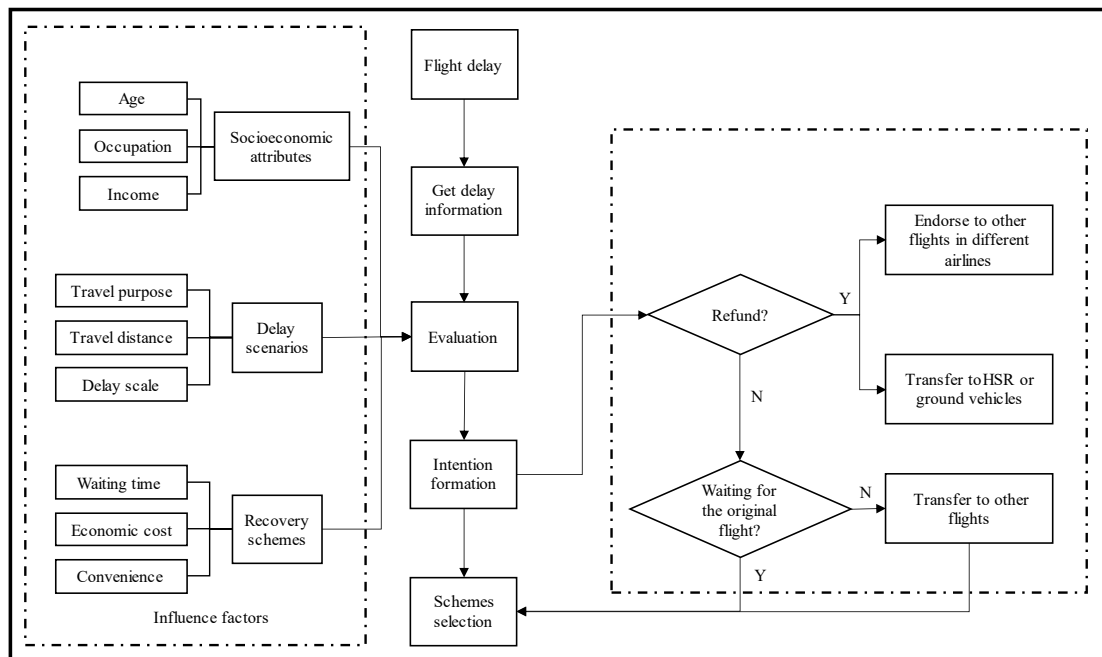 Flight delay
Age
Occupation
Income
Socioeconomic
attributes
Get delay
information
Endorse to other
flights in different
airlines
Travel purpose
Travel distance
Delay scale
Delay
scenarios
Evaluation
Refund?
Y
Transfer toHSR or
ground vehicles
N
Waiting time
Economic cost
Convenience
Recovery
schemes
Intention
formation
Waiting for
the original
flight?
N
Transfer to other
flights
Y
Schemes
selection
Influence factors